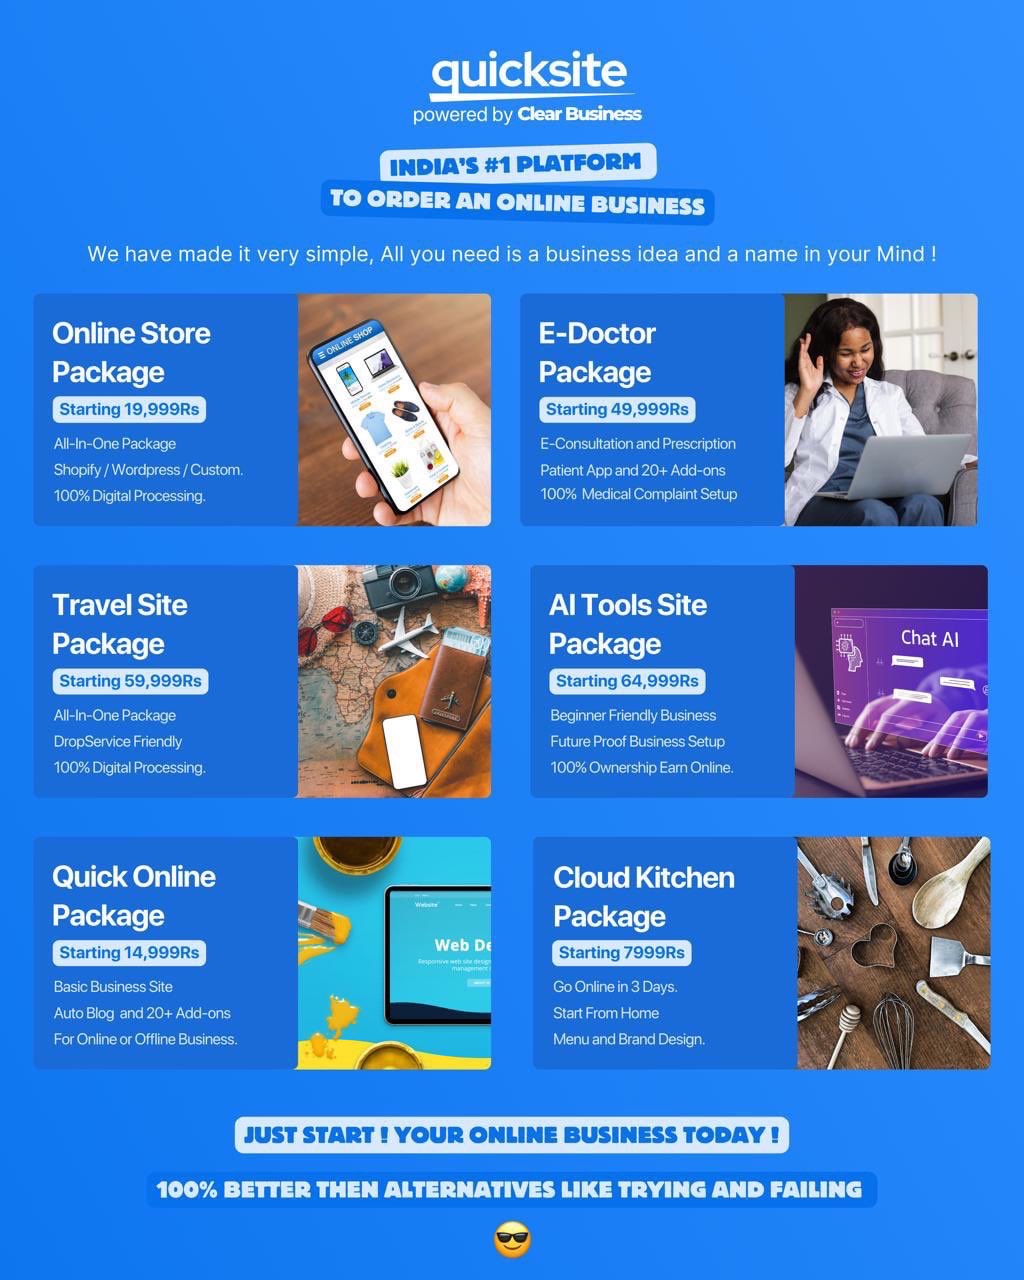 quicksite
powered by Clear Business
INDIA'S #1 PLATFORM
TO ORDER AN ONLINE BUSINESS
We have made it very simple, All you need is a business idea and a name in your Mind !
Online Store
Package
Starting 19,999Rs
All-In-One Package
Shopify / Wordpress / Custom.
100% Digital Processing.
ONLINE SHOP
E-Doctor
Package
Starting 49,999Rs
E-Consultation and Prescription
Patient App and 20+ Add-ons
100% Medical Complaint Setup
Travel Site
Package
Starting 59,999Rs
All-In-One Package
DropService Friendly
100% Digital Processing.
AI Tools Site
Package
Starting 64,999Rs
Beginner Friendly Business
Future Proof Business Setup
100% Ownership Earn Online.
Chat AI
Quick Online
Package
Starting 14,999Rs
Basic Business Site
Auto Blog and 20+ Add-ons
For Online or Offline Business.
Website
Web De
Responsive web site design
management
Cloud Kitchen
Package
Starting 7999Rs
Go Online in 3 Days.
Start From Home
Menu and Brand Design.
JUST START ! YOUR ONLINE BUSINESS TODAY !
100% BETTER THEN ALTERNATIVES LIKE TRYING AND FAILING